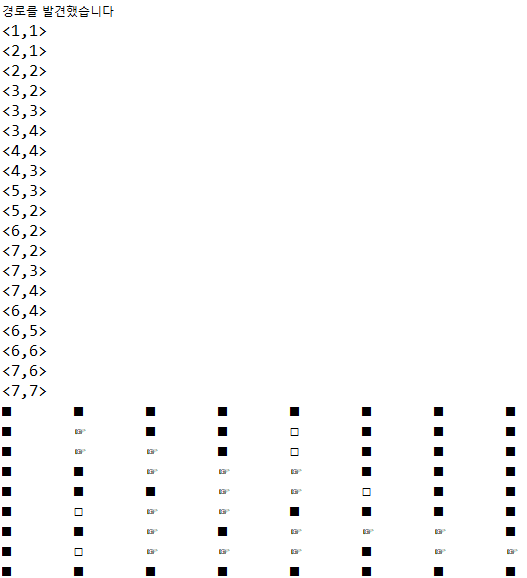 경로를 발견했습니다
<1,1>
<2,1>
<2,2>
<3,2>
<3,3>
<3,4>
<4,4>
<4,3>
<5,3>
<5,2>
<6,2>
<7,2>
<7,3>
<7,4>
<6,4>
<6,5>
<6,6>
<7,6>
<7,7>
■ ■ ■ ■ ■ ■ ■ ■
■ ☞ ■ ■ □ ■ ■ ■
■ ☞ ☞ ■ □ ■ ■ ■
■ ■ ☞ ☞ ☞ ■ ■ ■
■ ■ ■ ☞ ☞ □ ■ ■
■ □ ☞ ☞ ■ ■ ■ ■
■ ■ ☞ ■ ☞ ☞ ☞ ■
■ □ ☞ ☞ ☞ ■ ☞ ☞
■ ■ ■ ■ ■ ■ ■ ■